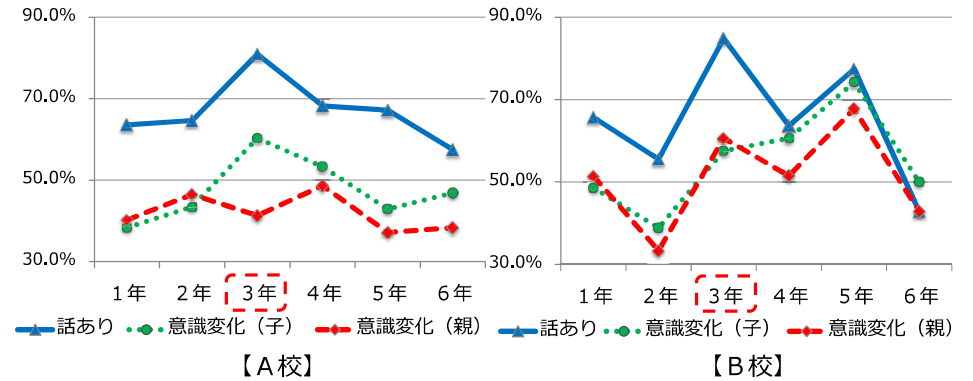 90.0%
70.0%
50.0%
30.0%
1年 2年 3年 4年 5年 6年
話あり 意識変化（子） 意識変化（親）
【A校】
90.0%
70.0%
50.0%
30.0%
1年 2年 3年 4年 5年 6年
話あり 意識変化（子） 意識変化（親）
【B校】